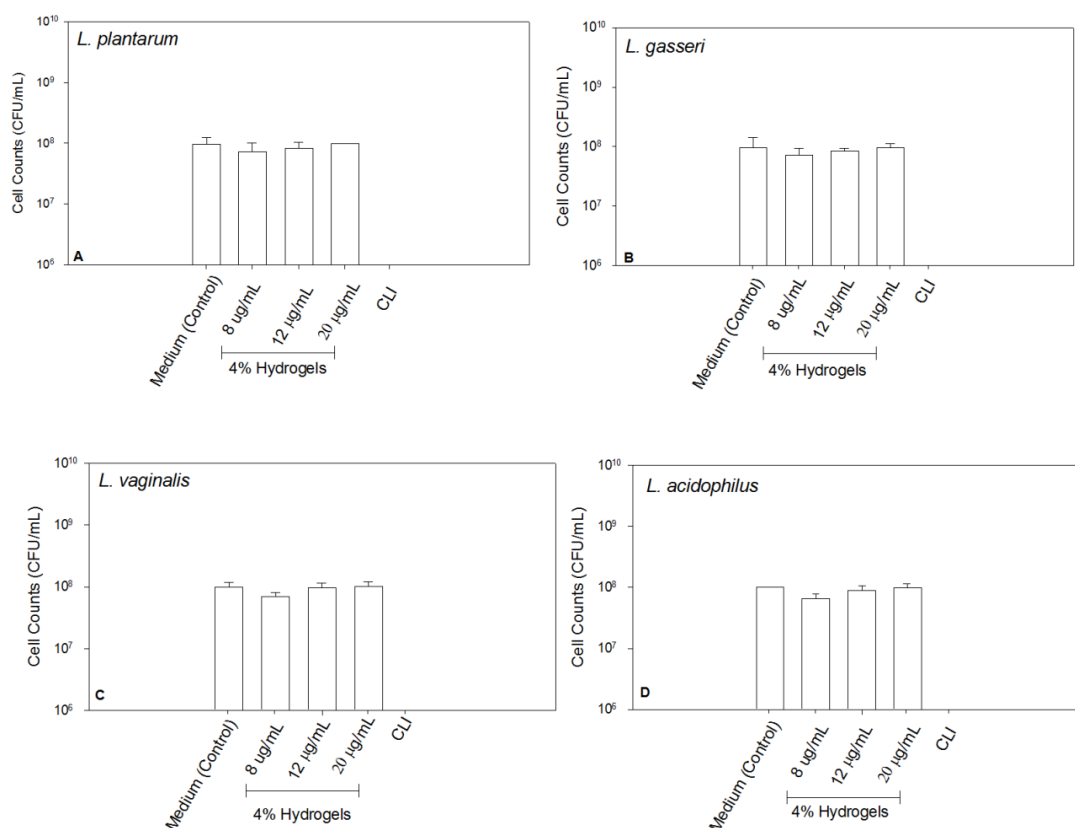 L. plantarum
Cell Counts (CFU/mL)
10¹⁰
10⁹
10⁸
10⁷
10⁶
A
Medium (Control)
8 ug/mL
12 µg/mL
20 µg/mL
CLI
4% Hydrogels
L. gasseri
Cell Counts (CFU/mL)
10¹⁰
10⁹
10⁸
10⁷
10⁶
B
Medium (Control)
8 ug/mL
12 µg/mL
20 µg/mL
CLI
4% Hydrogels
L. vaginalis
Cell Counts (CFU/mL)
10¹⁰
10⁹
10⁸
10⁷
10⁶
C
Medium (Control)
8 ug/mL
12 µg/mL
20 µg/mL
CLI
4% Hydrogels
L. acidophilus
Cell Counts (CFU/mL)
10¹⁰
10⁹
10⁸
10⁷
10⁶
D
Medium (Control)
8 ug/mL
12 µg/mL
20 µg/mL
CLI
4% Hydrogels